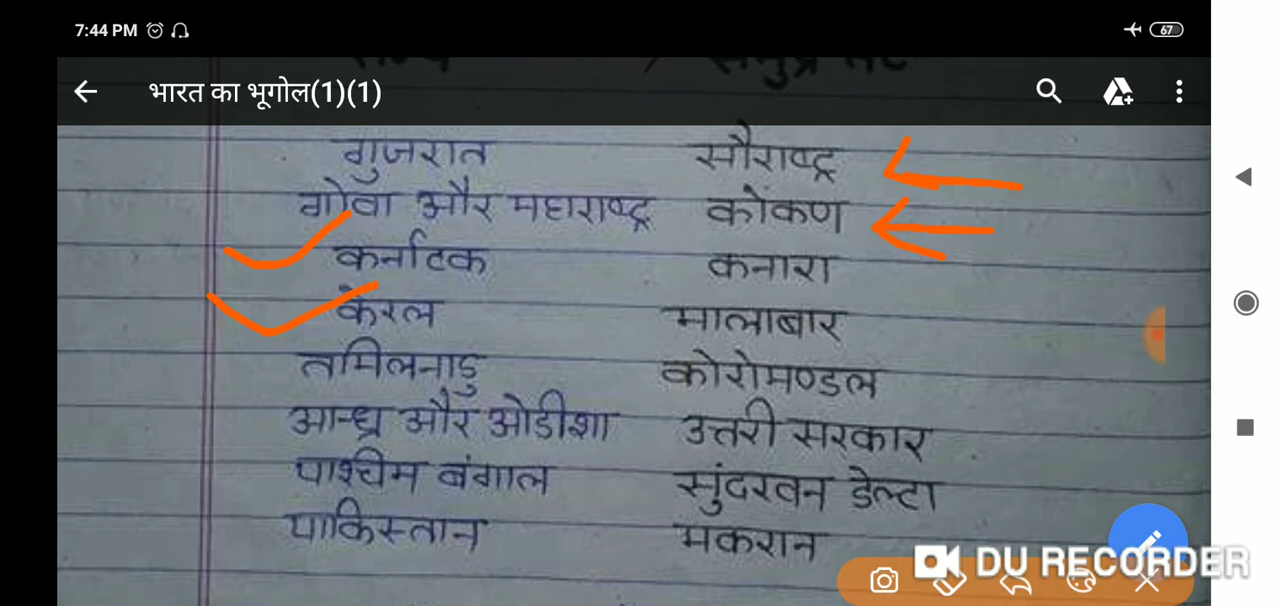 7:44 PM 67
भारत का भूगोल(1)(1)
गुजरात सौराष्ट्र
गोवा और महाराष्ट्र कोंकण
कर्नाटक कनारा
केरल मालाबार
तमिलनाडु कोरोमण्डल
आन्ध्र और ओडीशा उत्तरी सरकार
पाश्चिम बंगाल सुंदरवन डेल्टा
पाकिस्तान मकरान
DU RECORDER